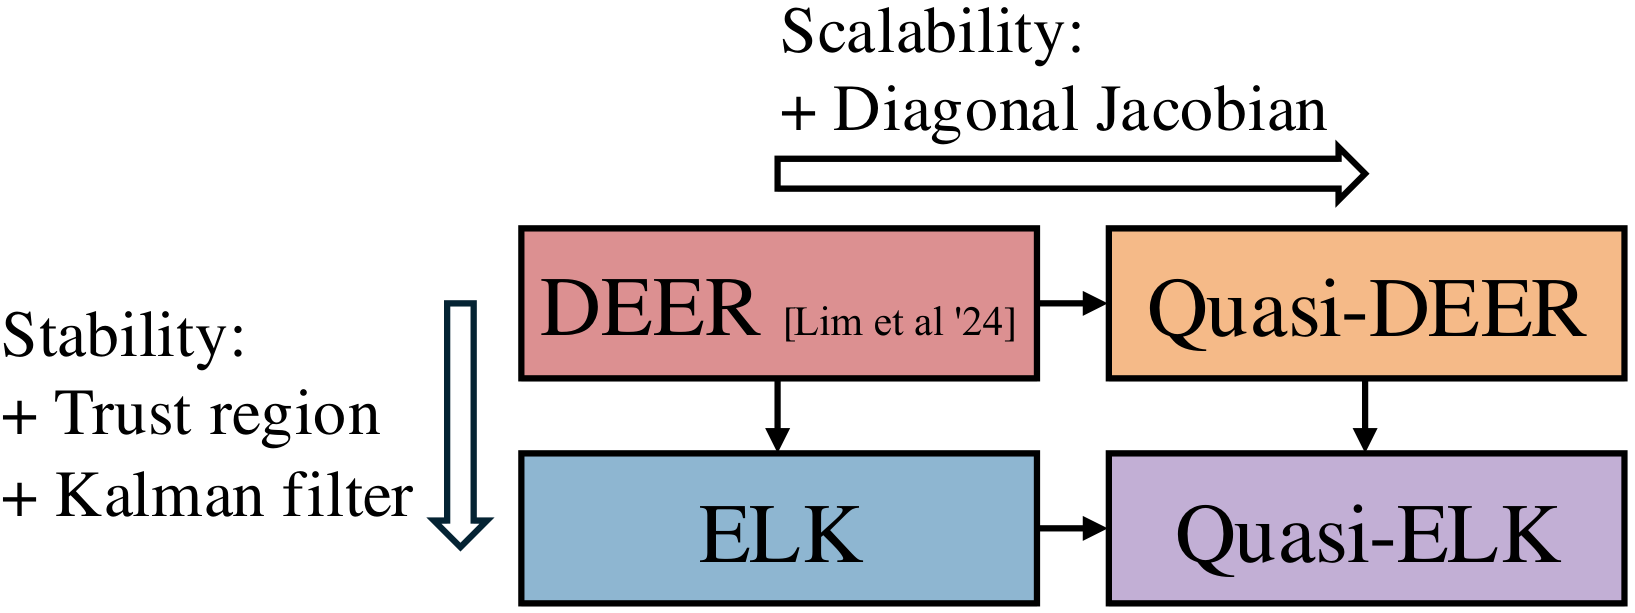 Scalability:
+ Diagonal Jacobian
DEER [Lim et al '24]
Quasi-DEER
Stability:
+ Trust region
+ Kalman filter
ELK
Quasi-ELK